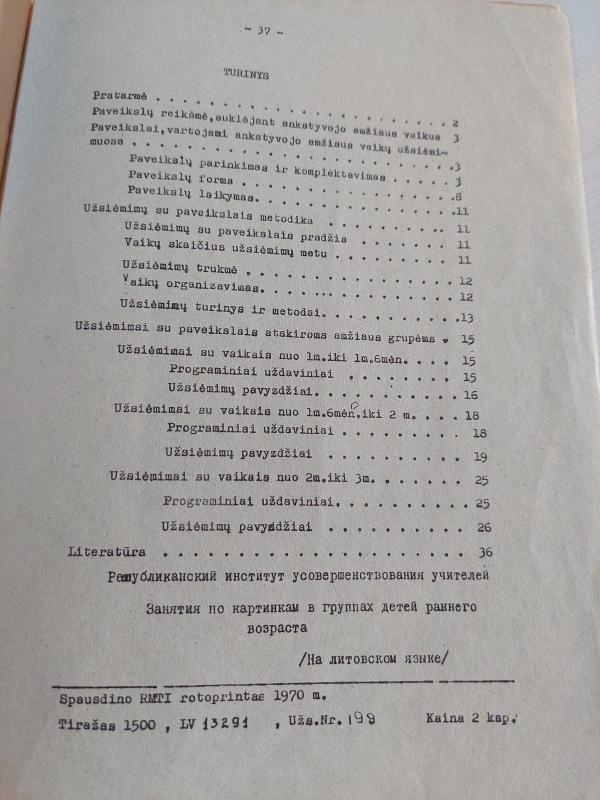 - 37 -
TURINYS
Pratarmė . . . . . . . . . . . . . . . . . . . . 2
Paveikslų reikšmė,auklėjant ankstyvojo amžiaus vaikus 3
Paveikslai,vartojami ankstyvojo amžiaus vaikų užsiėmi-
muose . . . . . . . . . . . . . . . . . . . . . 3
Paveikslų parinkimas ir komplektavimas . . . . . 3
Paveikslų forma . . . . . . . . . . . . . . . 8
Paveikslų laikymas. . . . . . . . . . . . . . 11
Užsiėmimų su paveikslais metodika . . . . . . . . 11
Užsiėmimų su paveikslais pradžia . . . . . . . 11
Vaikų skaičius užsiėmimų metu . . . . . . . . 11
Užsiėmimų trukmė . . . . . . . . . . . . . . 12
Vaikų organizavimas. . . . . . . . . . . . . 12
Užsiėmimų turinys ir metodai. . . . . . . . . 13
Užsiėmimai su paveikslais atskiroms amžiaus grupėms . 15
Užsiėmimai su vaikais nuo 1m.iki 1m.6mėn. . . . 15
Programiniai uždaviniai . . . . . . . . 15
Užsiėmimų pavyzdžiai. . . . . . . . . . 16
Užsiėmimai su vaikais nuo 1m.6mėn.iki 2 m. . . . 18
Programiniai uždaviniai . . . . . . . . 18
Užsiėmimų pavyzdžiai . . . . . . . . . 19
Užsiėmimai su vaikais nuo 2m.iki 3m. . . . . . 25
Programiniai uždaviniai. . . . . . . . . 25
Užsiėmimų pavyzdžiai . . . . . . . . . . 26
Literatūra . . . . . . . . . . . . . . . . . . . 36
Республиканский институт усовершенствования учителей
Занятия по картинкам в группах детей раннего
возраста
/На литовском языке/
Spausdino RMTI rotoprintas 1970 m.
Tiražas 1500 , LV 13291 , Užs.Nr. 199 Kaina 2 kap.